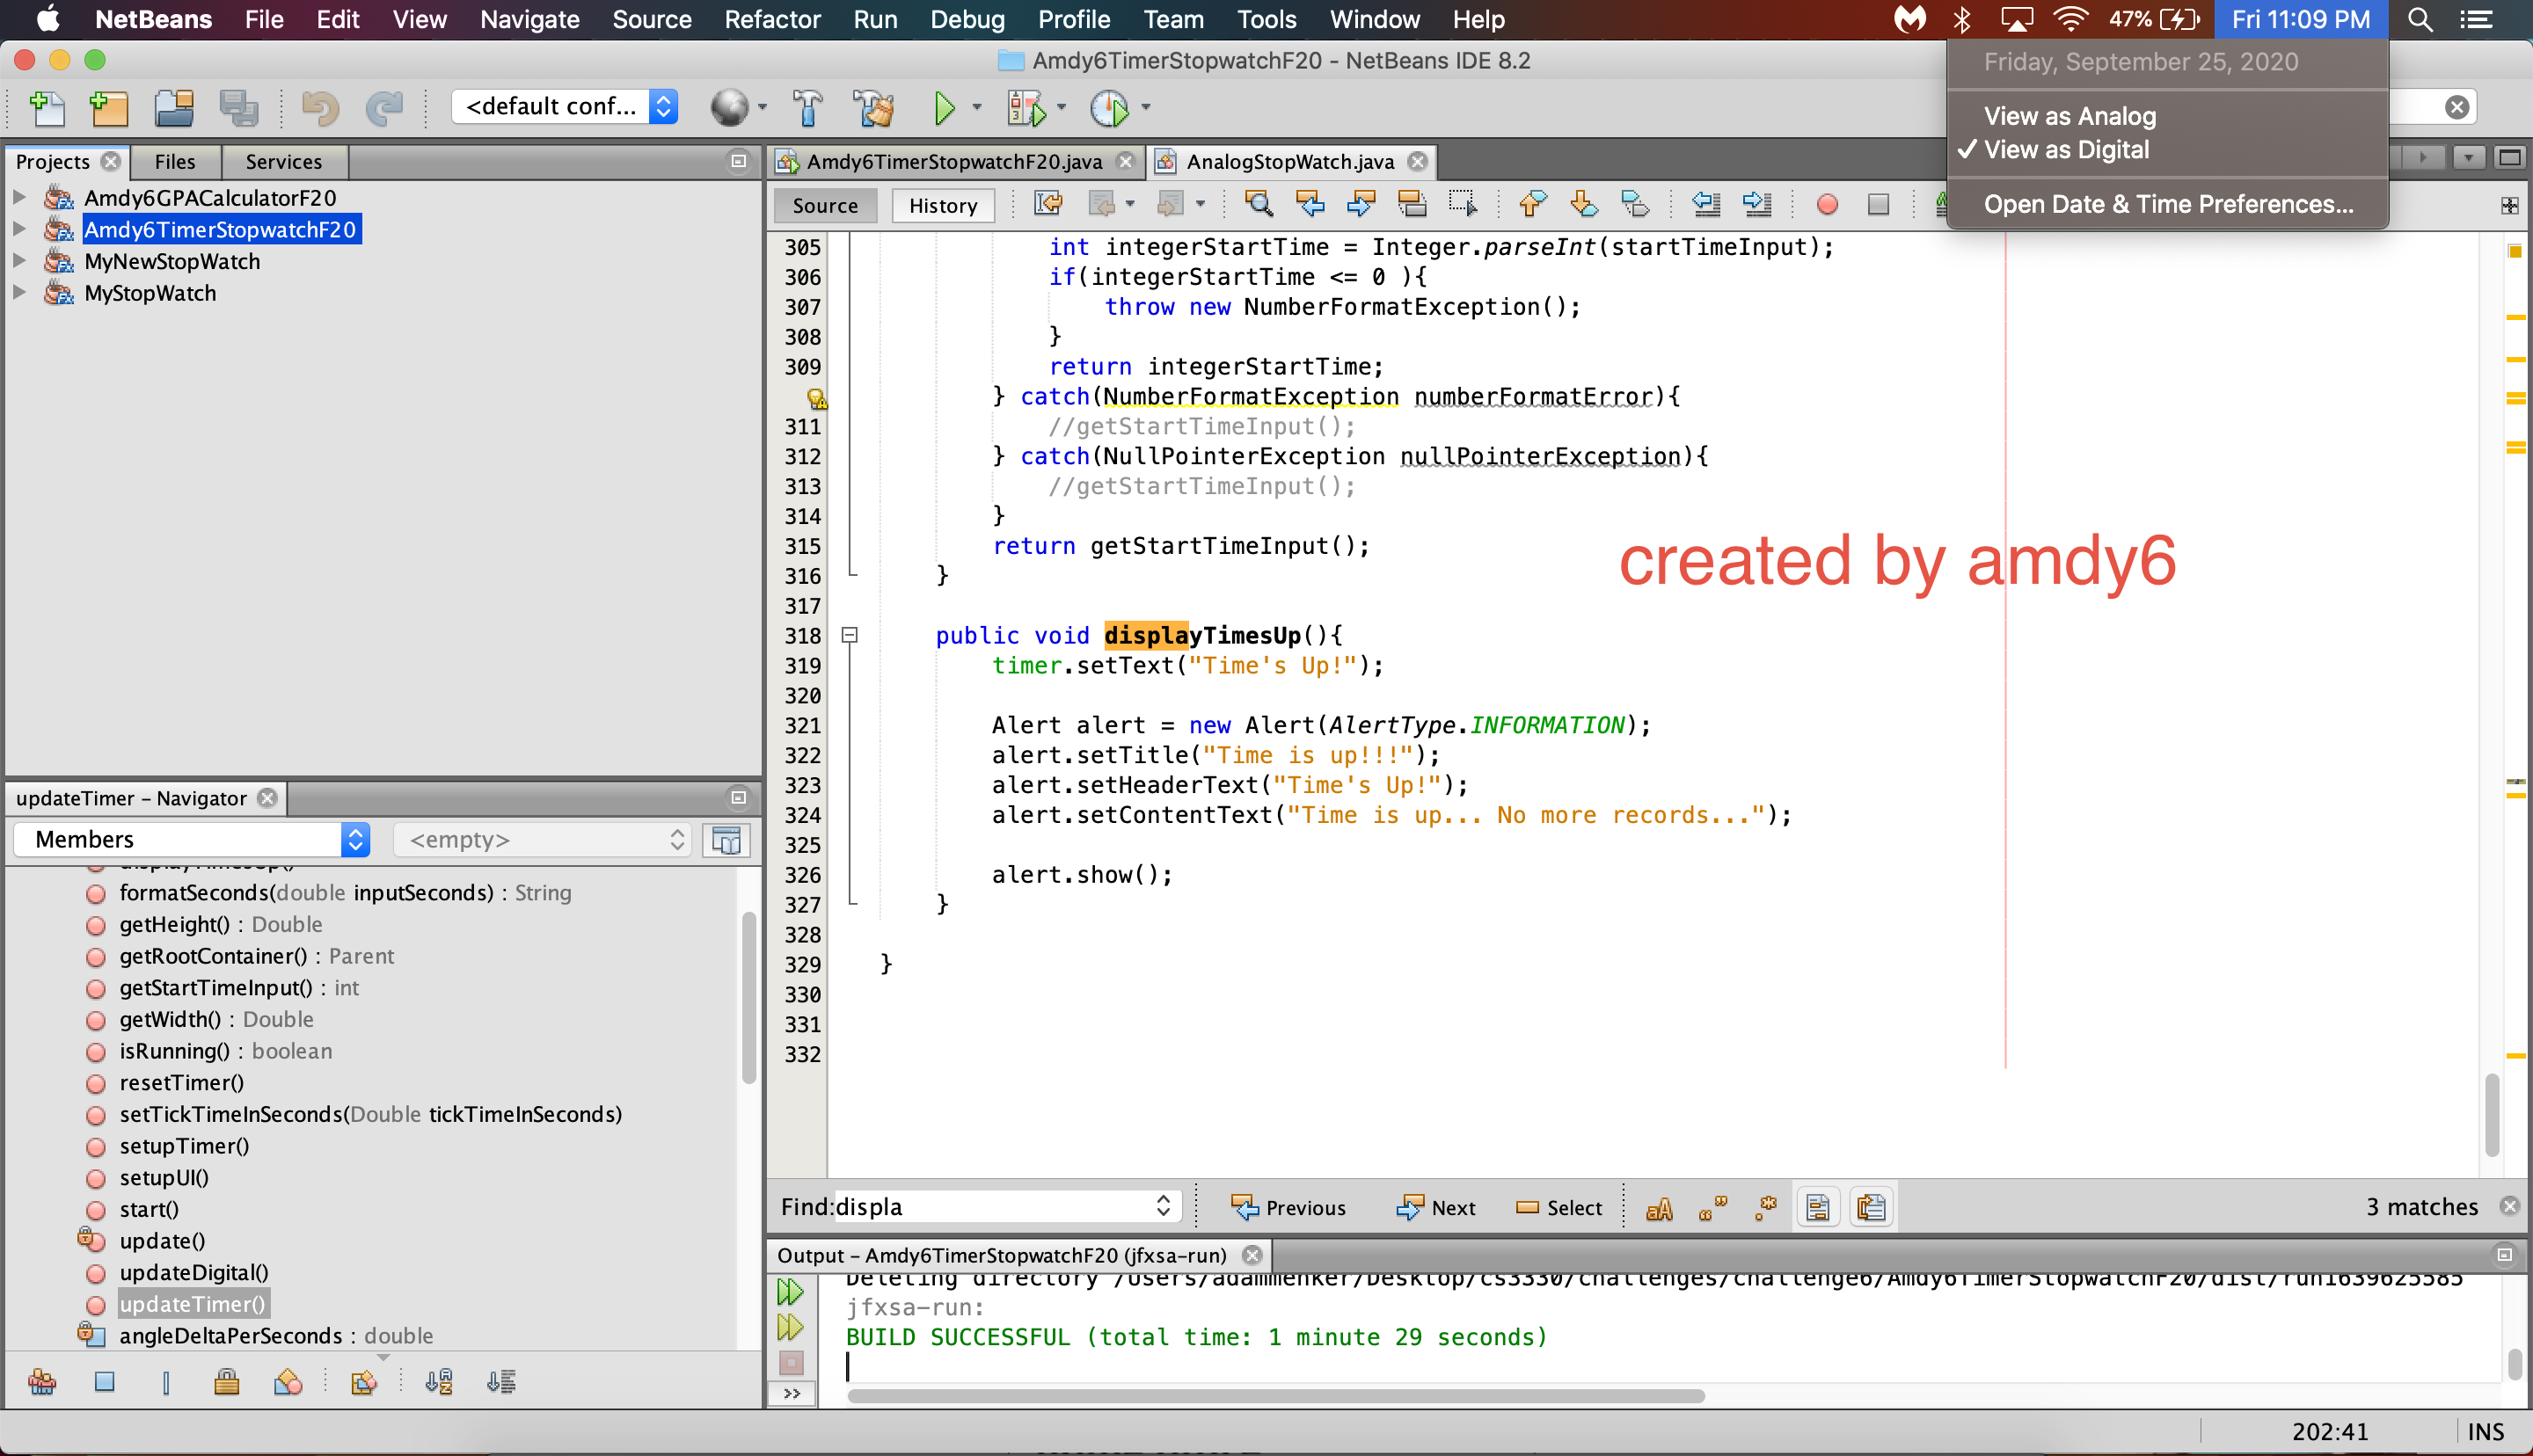 NetBeans File Edit View Navigate Source Refactor Run Debug Profile Team Tools Window Help 47% Fri 11:09 PM
Friday, September 25, 2020
View as Analog
✓ View as Digital
Open Date & Time Preferences...
Amdy6TimerStopwatchF20 - NetBeans IDE 8.2
<default conf...
Projects Files Services
Amdy6GPACalculatorF20
Amdy6TimerStopwatchF20
MyNewStopWatch
MyStopWatch
updateTimer - Navigator
Members <empty>
formatSeconds(double inputSeconds) : String
getHeight() : Double
getRootContainer() : Parent
getStartTimeInput() : int
getWidth() : Double
isRunning() : boolean
resetTimer()
setTickTimeInSeconds(Double tickTimeInSeconds)
setupTimer()
setupUI()
start()
update()
updateDigital()
updateTimer()
angleDeltaPerSeconds : double
Amdy6TimerStopwatchF20.java AnalogStopWatch.java
Source History
305 int integerStartTime = Integer.parseInt(startTimeInput);
306 if(integerStartTime <= 0 ){
307 throw new NumberFormatException();
308 }
309 return integerStartTime;
} catch(NumberFormatException numberFormatError){
311 //getStartTimeInput();
312 } catch(NullPointerException nullPointerException){
313 //getStartTimeInput();
314 }
315 return getStartTimeInput();
316 }
317
318 public void displayTimesUp(){
319 timer.setText("Time's Up!");
320
321 Alert alert = new Alert(AlertType.INFORMATION);
322 alert.setTitle("Time is up!!!");
323 alert.setHeaderText("Time's Up!");
324 alert.setContentText("Time is up... No more records...");
325
326 alert.show();
327 }
328
329 }
330
331
332
created by amdy6
Find: displa Previous Next Select 3 matches
Output - Amdy6TimerStopwatchF20 (jfxsa-run)
Deleting directory /Users/adammenker/Desktop/cs3330/challenges/challenge6/Amdy6TimerStopwatchF20/dist/run1639625585
jfxsa-run:
BUILD SUCCESSFUL (total time: 1 minute 29 seconds)
202:41 INS